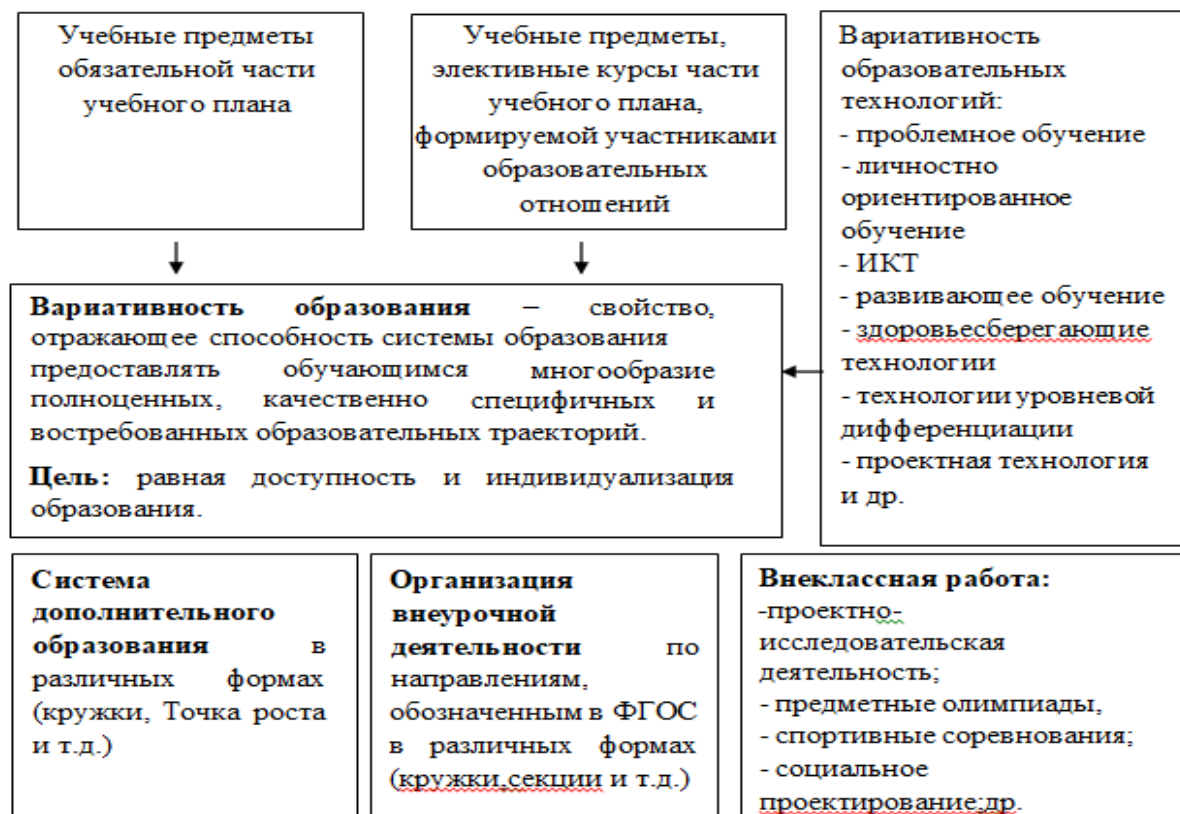 Учебные предметы
обязательной части
учебного плана
Учебные предметы,
элективные курсы части
учебного плана,
формируемой участниками
образовательных
отношений
Вариативность
образовательных
технологий:
- проблемное обучение
- личностно
ориентированное
обучение
- ИКТ
- развивающее обучение
- здоровьесберегающие
технологии
- технологии уровневой
дифференциации
- проектная технология
и др.
Вариативность образования – свойство,
отражающее способность системы образования
предоставлять обучающимся многообразие
полноценных, качественно специфичных и
востребованных образовательных траекторий.
Цель: равная доступность и индивидуализация
образования.
Система
дополнительного
образования в
различных формах
(кружки, Точка роста
и т.д.)
Организация
внеурочной
деятельности по
направлениям,
обозначенным в ФГОС
в различных формах
(кружки,секции и т.д.)
Внеклассная работа:
-проектно-
исследовательская
деятельность;
- предметные олимпиады,
- спортивные соревнования;
- социальное
проектирование;др.